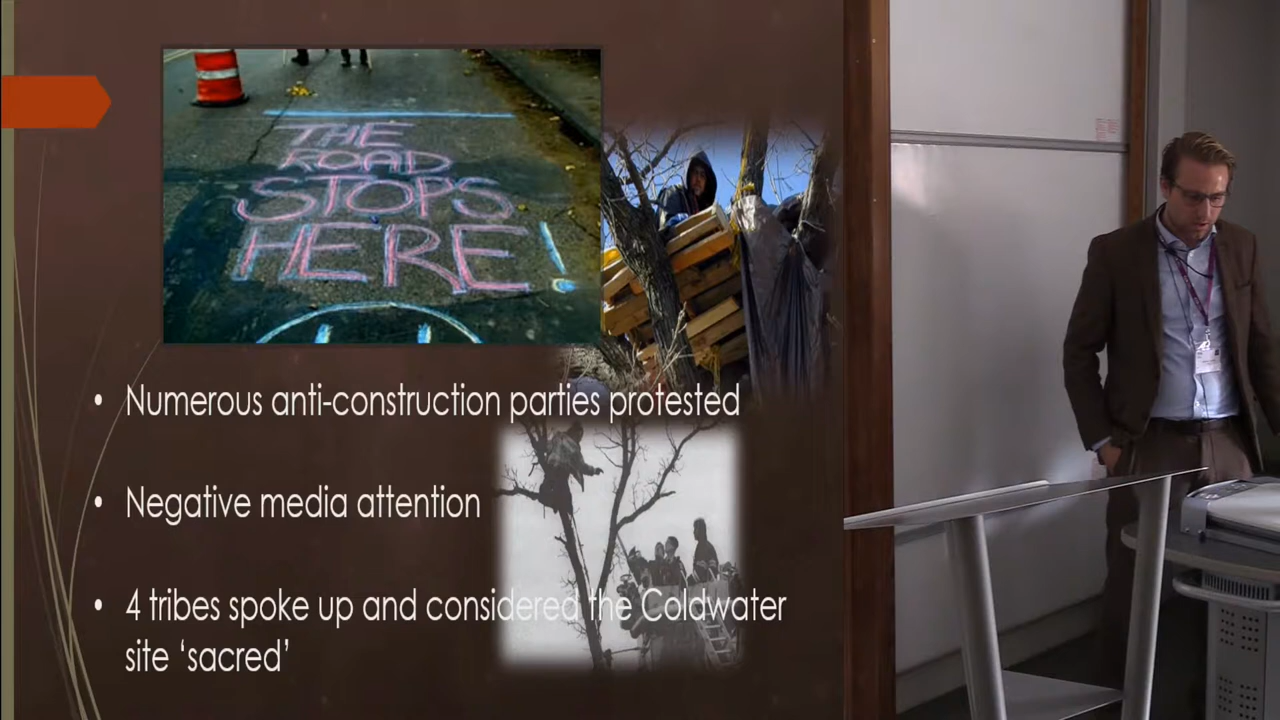 THE
ROAD
STOPS
HERE!
• Numerous anti-construction parties protested
• Negative media attention
• 4 tribes spoke up and considered the Coldwater
site ‘sacred’